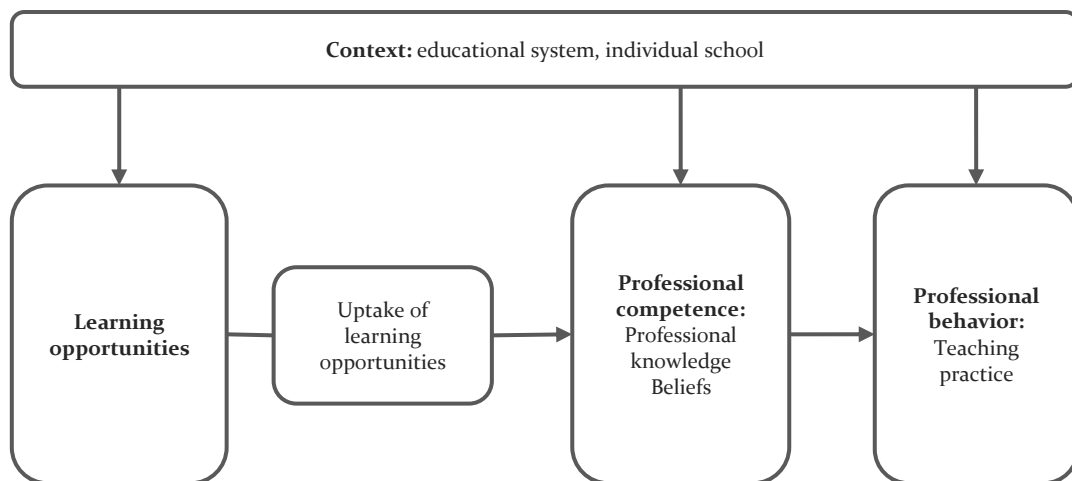 Context: educational system, individual school
Learning
opportunities
Uptake of
learning
opportunities
Professional
competence:
Professional
knowledge
Beliefs
Professional
behavior:
Teaching
practice